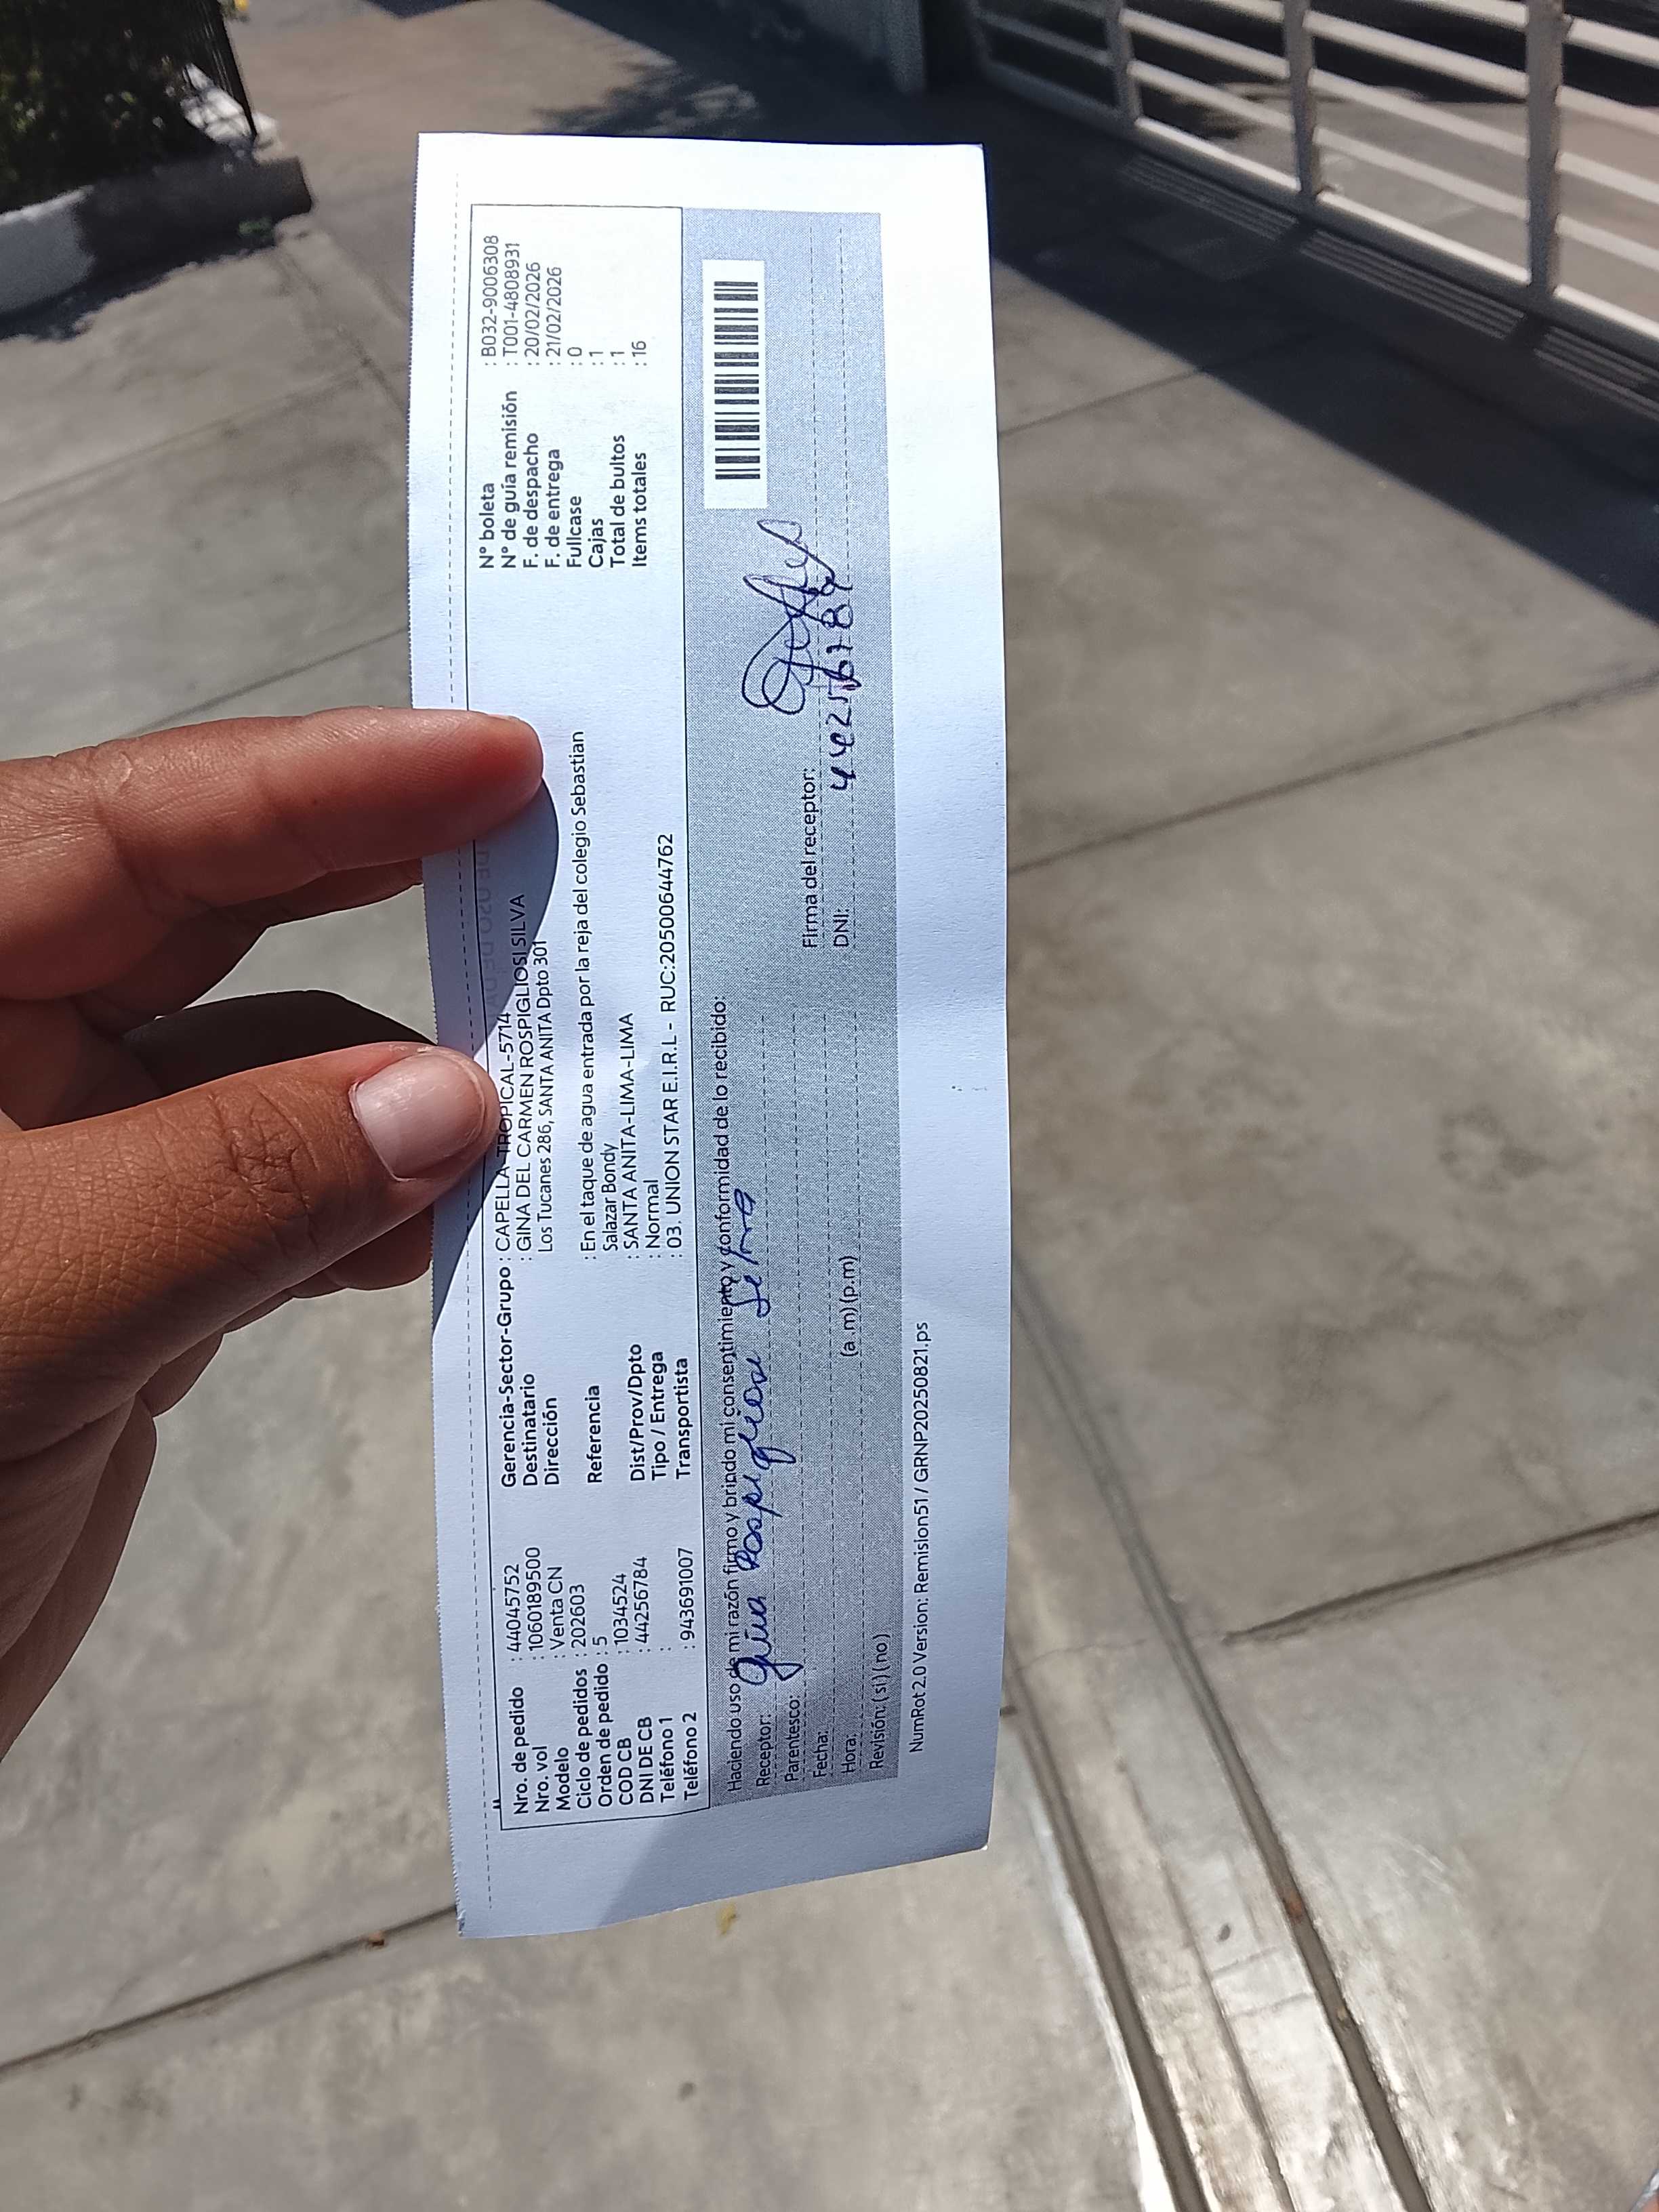 Nro. de pedido : 44045752
Nro. vol : 1060189500
Modelo : Venta CN
Ciclo de pedidos : 202603
Orden de pedido : 5
COD CB : 1034524
DNI DE CB : 44256784
Teléfono 1 :
Teléfono 2 : 943691007
Gerencia-Sector-Grupo : CAPELLA-TROPICAL-5714
Destinatario : GINA DEL CARMEN ROSPIGLIOSI SILVA
Dirección Los Tucanes 286, SANTA ANITA Dpto 301
Referencia : En el taque de agua entrada por la reja del colegio Sebastian
Salazar Bondy
Dist/Prov/Dpto : SANTA ANITA-LIMA-LIMA
Tipo / Entrega : Normal
Transportista : 03. UNION STAR E.I.R.L - RUC:20500644762
N° boleta : B032-9006308
N° de guía remisión : T001-4808931
F. de despacho : 20/02/2026
F. de entrega : 21/02/2026
Fullcase : 0
Cajas : 1
Total de bultos : 1
Items totales : 16
Haciendo uso de mi razón firmo y brindo mi consentimiento y conformidad de lo recibido:
Receptor: Gina Rospigliosi Silva
Parentesco:
Fecha:
Hora: (a.m) (p.m)
Revisión: (si) (no)
Firma del receptor:
DNI: 44256784
NumRot 2.0 Version: Remision51 / GRNP20250821.ps